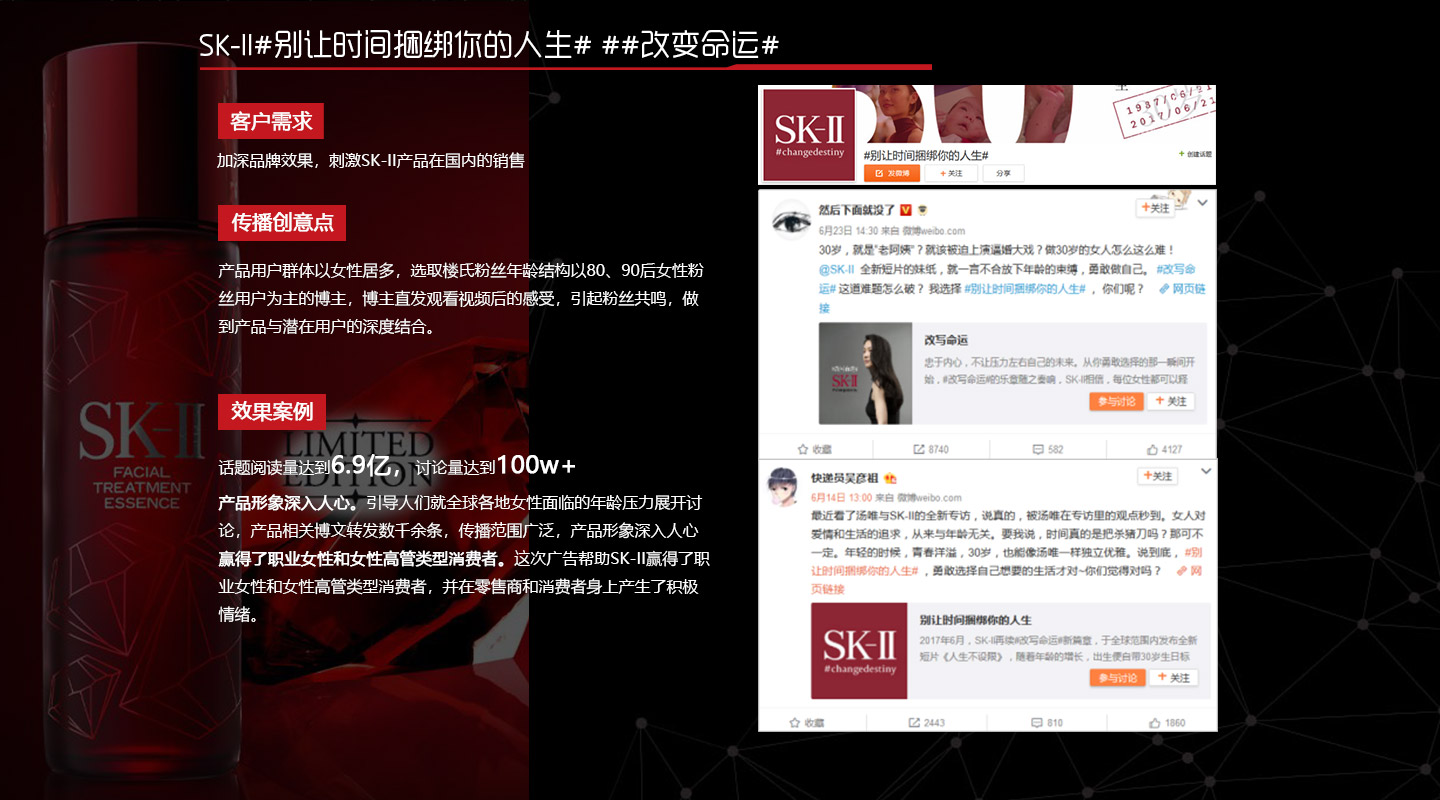 SK-II#别让时间捆绑你的人生# ##改变命运#
客户需求
加深品牌效果，刺激SK-II产品在国内的销售
传播创意点
产品用户群体以女性居多，选取楼氏粉丝年龄结构以80、90后女性粉
丝用户为主的博主，博主直发观看视频后的感受，引起粉丝共鸣，做
到产品与潜在用户的深度结合。
效果案例
话题阅读量达到6.9亿，讨论量达到100w+
产品形象深入人心。引导人们就全球各地女性面临的年龄压力展开讨
论，产品相关博文转发数千余条，传播范围广泛，产品形象深入人心
赢得了职业女性和女性高管类型消费者。这次广告帮助SK-II赢得了职
业女性和女性高管类型消费者，并在零售商和消费者身上产生了积极
情绪。
SK-II
FACIAL
TREATMENT
ESSENCE
LIMITED
EDITION
SK-II
#changedestiny
1987/06/21
2017/06/21
#别让时间捆绑你的人生#
+ 创建话题
发微博
+关注
分享
然后下面就没了
+关注
6月23日 14:30 来自 微博weibo.com
30岁，就是"老阿姨"？就该被迫上演逼婚大戏？做30岁的女人怎么这么难！
@SK-II 全新短片的妹纸，就一言不合放下年龄的束缚，勇敢做自己。 #改写命
运# 这道难题怎么破？ 我选择 #别让时间捆绑你的人生# ，你们呢？ 网页链
接
SK-II
改写命运
忠于内心，不让压力左右自己的未来。从你勇敢选择的那一瞬间开
始，#改写命运#的乐章随之奏响，SK-II相信，每位女性都可以释
参与讨论
+ 关注
收藏
8740
582
4127
快递员吴彦祖
+关注
6月14日 13:00 来自 微博weibo.com
最近看了汤唯与SK-II的全新专访，说真的，被汤唯在专访里的观点秒到。女人对
爱情和生活的追求，从来与年龄无关。要我说，时间真的是把杀猪刀吗？那可不
一定。年轻的时候，青春洋溢，30岁，也能像汤唯一样独立优雅。说到底， #别
让时间捆绑你的人生# ，勇敢选择自己想要的生活才对~你们觉得对吗？ 网
页链接
SK-II
#changedestiny
别让时间捆绑你的人生
2017年6月，SK-II再续#改写命运#新篇章，于全球范围内发布全新
短片《人生不设限》，随着年龄的增长，出生便自带30岁生日标
参与讨论
+ 关注
收藏
2443
810
1860